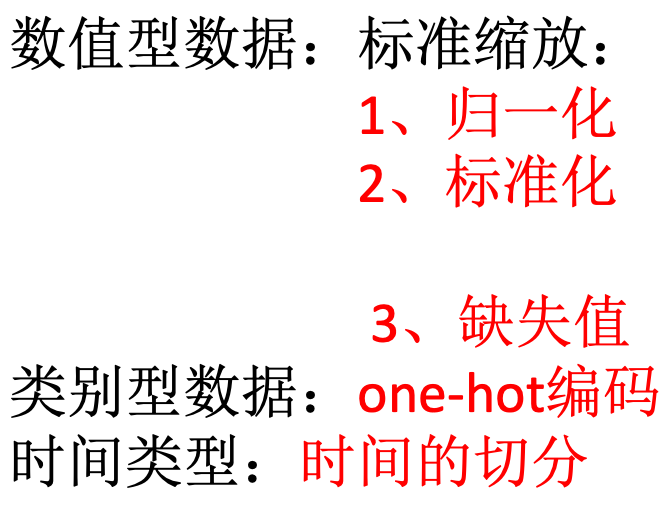 数值型数据：标准缩放：
1、归一化
2、标准化
3、缺失值
类别型数据：one-hot编码
时间类型：时间的切分